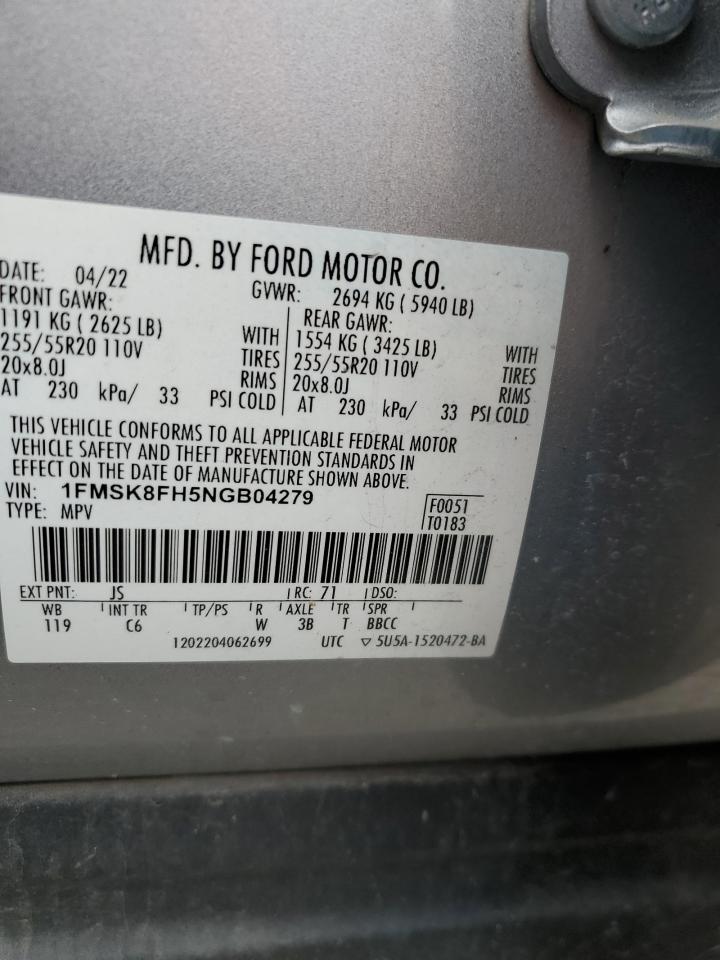 MFD. BY FORD MOTOR CO.
DATE: 04/22
GVWR: 2694 KG ( 5940 LB)
FRONT GAWR:
REAR GAWR:
1191 KG ( 2625 LB) WITH
1554 KG ( 3425 LB) WITH
255/55R20 110V TIRES
255/55R20 110V TIRES
20x8.0J RIMS
20x8.0J RIMS
AT 230 kPa/ 33 PSI COLD
AT 230 kPa/ 33 PSI COLD
THIS VEHICLE CONFORMS TO ALL APPLICABLE FEDERAL MOTOR
VEHICLE SAFETY AND THEFT PREVENTION STANDARDS IN
EFFECT ON THE DATE OF MANUFACTURE SHOWN ABOVE.
VIN: 1FMSK8FH5NGB04279
F0051
TYPE: MPV
T0183
EXT PNT: JS RC: 71 DSO:
WB INT TR TP/PS R AXLE TR SPR
119 C6 W 3B T BBCC
1202204062699 UTC ▽ 5U5A-1520472-BA